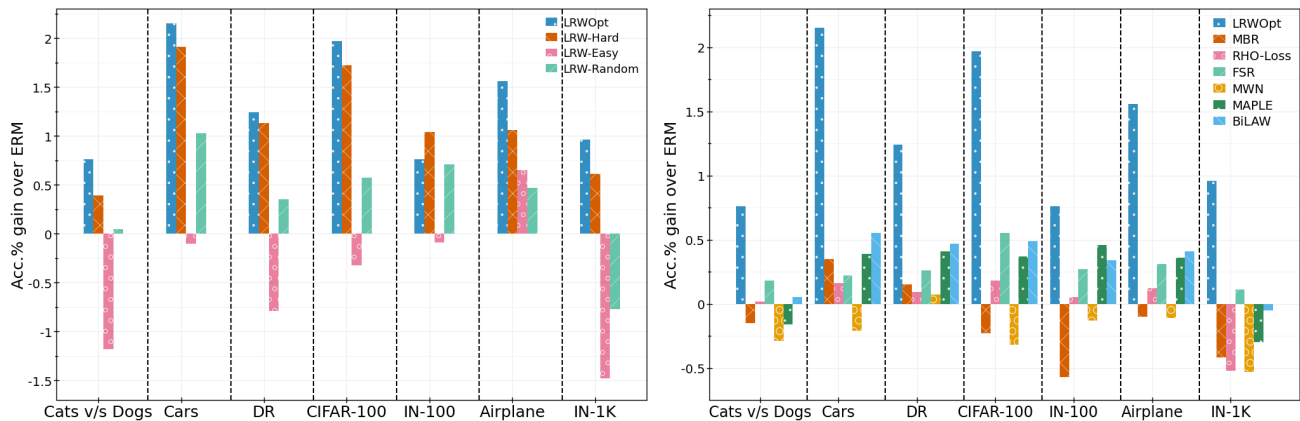 Acc.% gain over ERM
2
1.5
1
0.5
0
-0.5
-1
-1.5
LRWOpt
LRW-Hard
LRW-Easy
LRW-Random
Cats v/s Dogs Cars DR CIFAR-100 IN-100 Airplane IN-1K
Acc.% gain over ERM
2
1.5
1
0.5
0
-0.5
LRWOpt
MBR
RHO-Loss
FSR
MWN
MAPLE
BiLAW
Cats v/s Dogs Cars DR CIFAR-100 IN-100 Airplane IN-1K